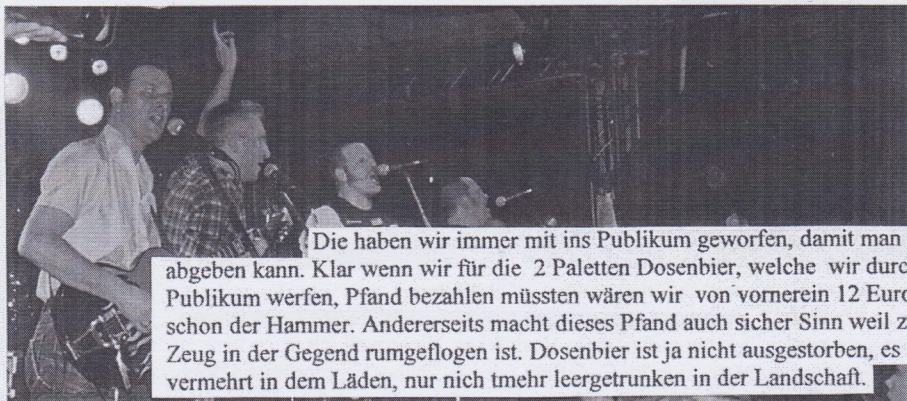 Die haben wir immer mit ins Publikum geworfen, damit man
abgeben kann. Klar wenn wir für die 2 Paletten Dosenbier, welche wir durc
Publikum werfen, Pfand bezahlen müssten wären wir von vornerein 12 Euro
schon der Hammer. Andererseits macht dieses Pfand auch sicher Sinn weil z
Zeug in der Gegend rumgeflogen ist. Dosenbier ist ja nicht ausgestorben, es
vermehrt in dem Läden, nur nich tmehr leergetrunken in der Landschaft.